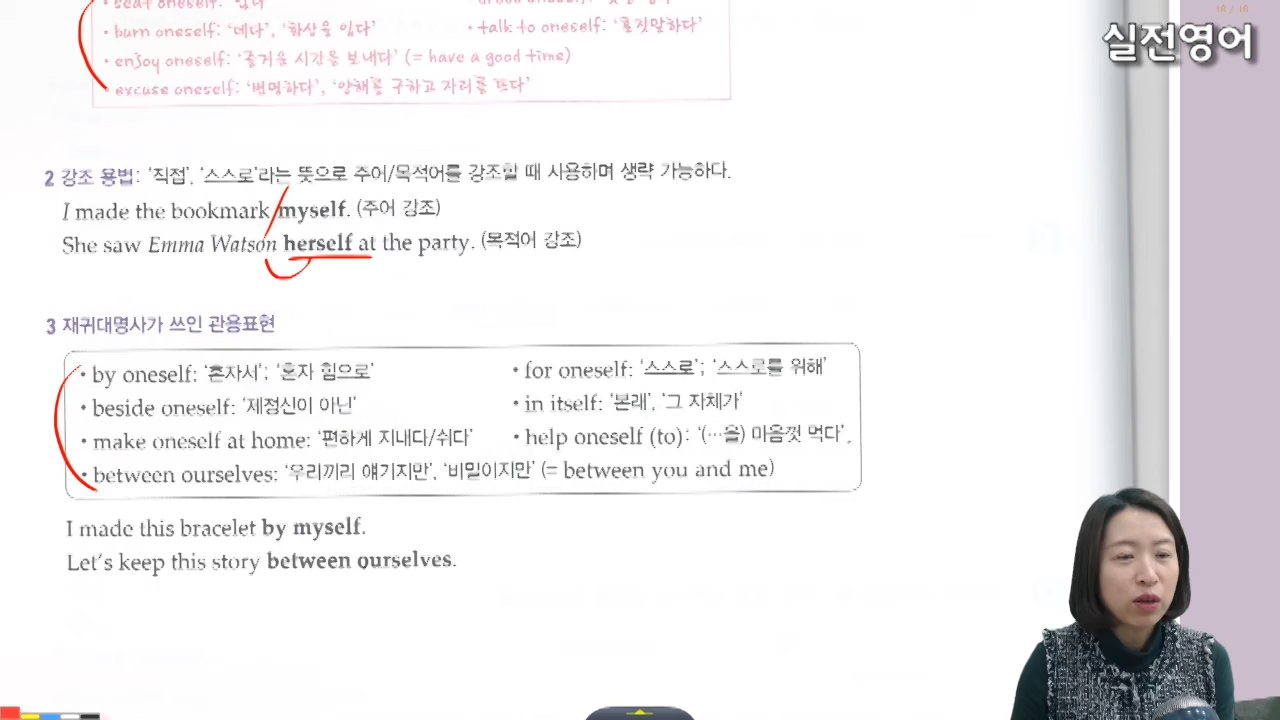 실전영어
• burn oneself: '데다', '화상을 입다'
• talk to oneself: '혼잣말하다'
• enjoy oneself: '즐거운 시간을 보내다' (= have a good time)
• excuse oneself: '변명하다', '양해를 구하고 자리를 뜨다'
2 강조 용법: '직접', '스스로'라는 뜻으로 주어/목적어를 강조할 때 사용하며 생략 가능하다.
I made the bookmark myself. (주어 강조)
She saw Emma Watson herself at the party. (목적어 강조)
3 재귀대명사가 쓰인 관용표현
• by oneself: '혼자서'; '혼자 힘으로'
• for oneself: '스스로'; '스스로를 위해'
• beside oneself: '제정신이 아닌'
• in itself: '본래', '그 자체가'
• make oneself at home: '편하게 지내다/쉬다'
• help oneself (to): '(…을) 마음껏 먹다',
• between ourselves: '우리끼리 얘기지만', '비밀이지만' (= between you and me)
I made this bracelet by myself.
Let's keep this story between ourselves.